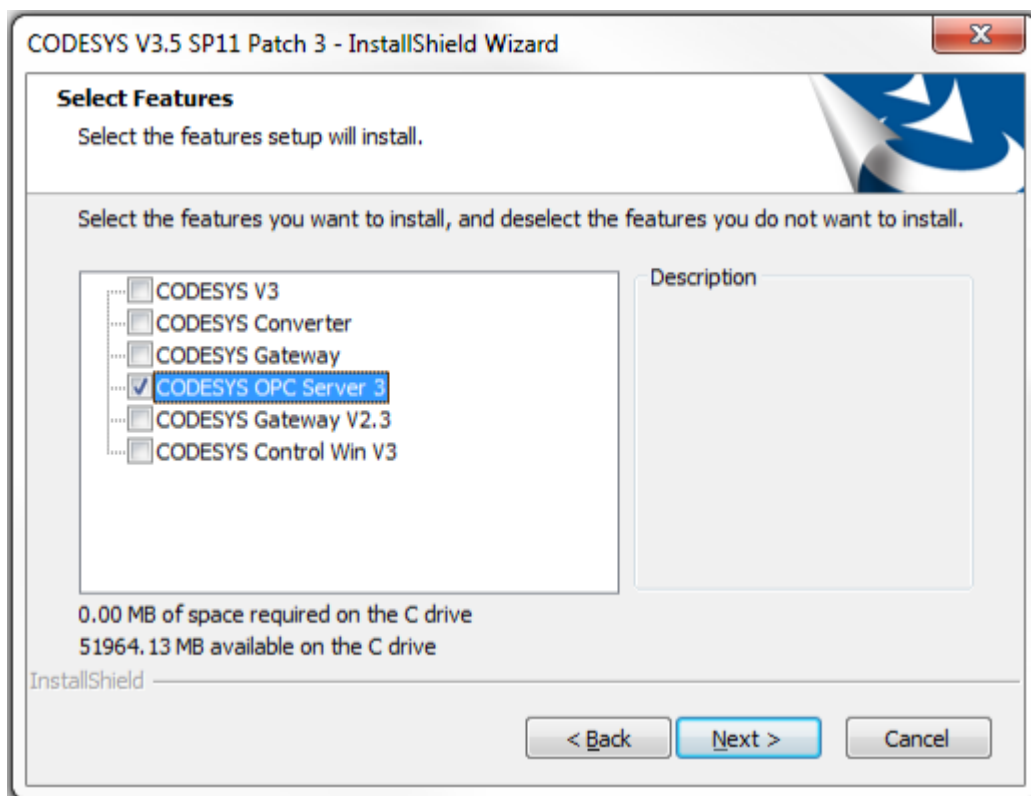 CODESYS V3.5 SP11 Patch 3 - InstallShield Wizard
Select Features
Select the features setup will install.
Select the features you want to install, and deselect the features you do not want to install.
CODESYS V3
CODESYS Converter
CODESYS Gateway
CODESYS OPC Server 3
CODESYS Gateway V2.3
CODESYS Control Win V3
Description
0.00 MB of space required on the C drive
51964.13 MB available on the C drive
InstallShield
< Back
Next >
Cancel